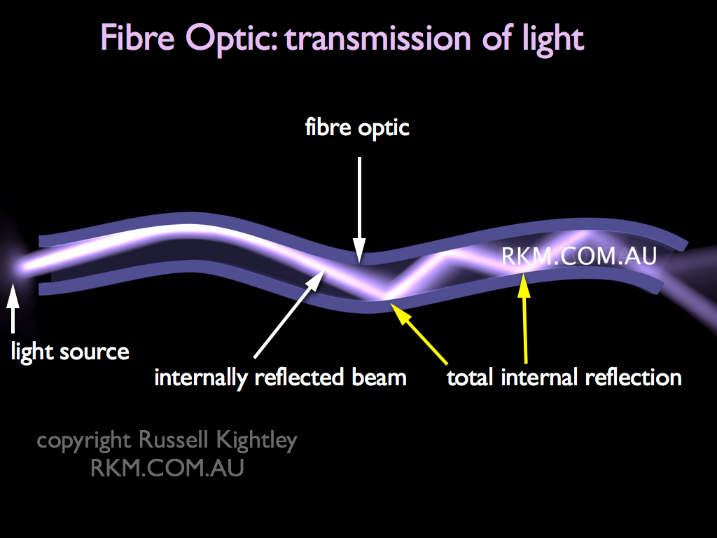 Fibre Optic: transmission of light
fibre optic
RKM.COM.AU
light source
internally reflected beam
total internal reflection
copyright Russell Kightley
RKM.COM.AU